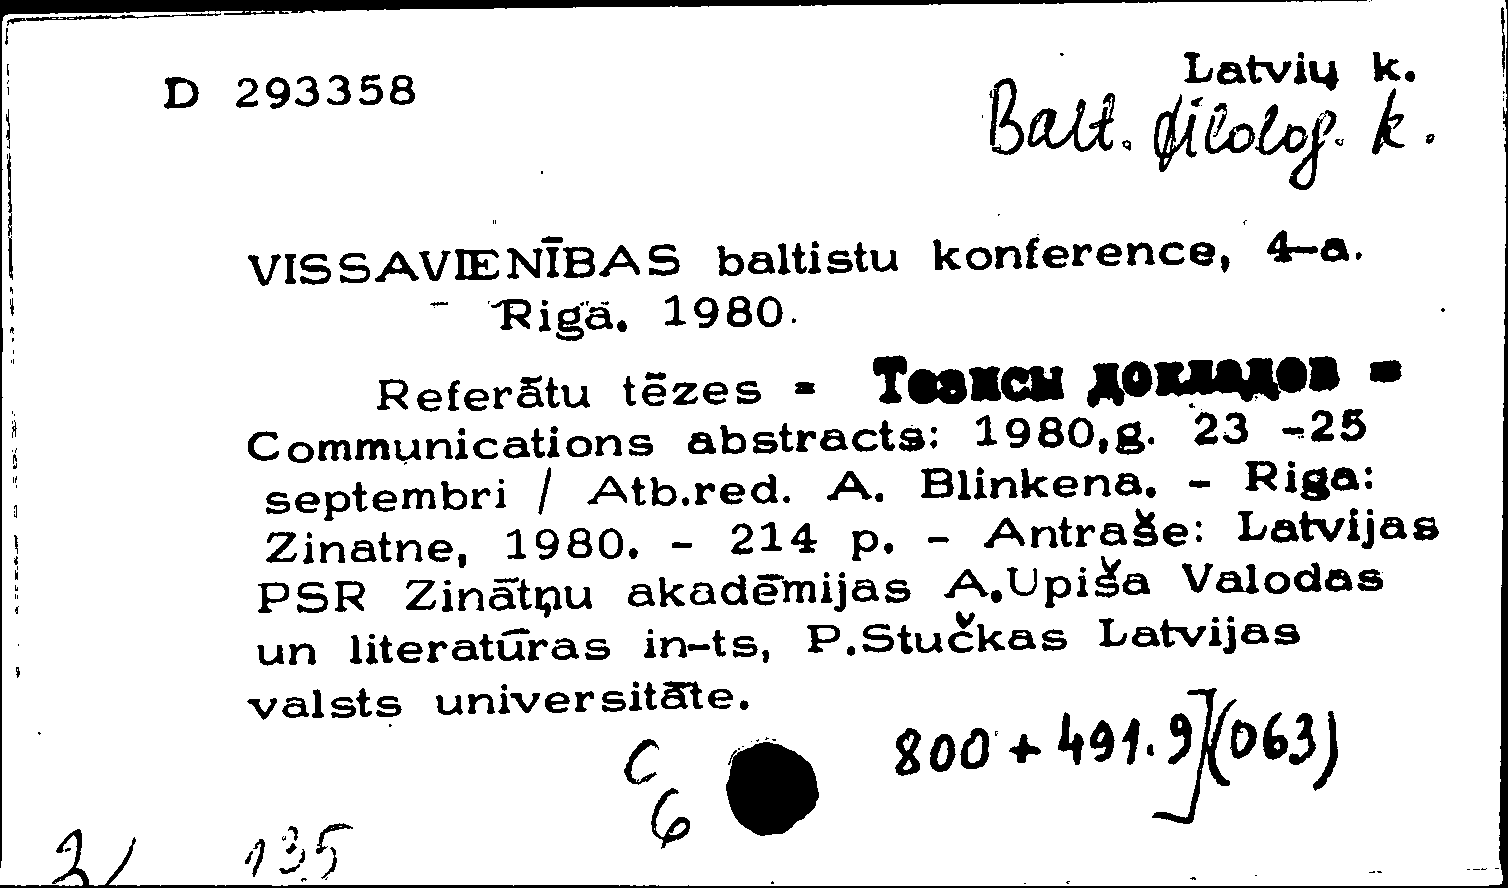 D 293358
Latvių k.
Balt. filolog. k.
VISSAVIENĪBAS baltistu konference, 4-a.
Rigā. 1980.
Referātu tēzes = Тезисы докладов =
Communications abstracts: 1980,g. 23 -25
septembri / Atb.red. A. Blinkena. - Riga:
Zinatne, 1980. - 214 p. - Antraše: Latvijas
PSR Zinātņu akadēmijas A.Upiša Valodas
un literatūras in-ts, P.Stučkas Latvijas
valsts universitāte.
800 + 491.9](063)
C
6
3/ 135